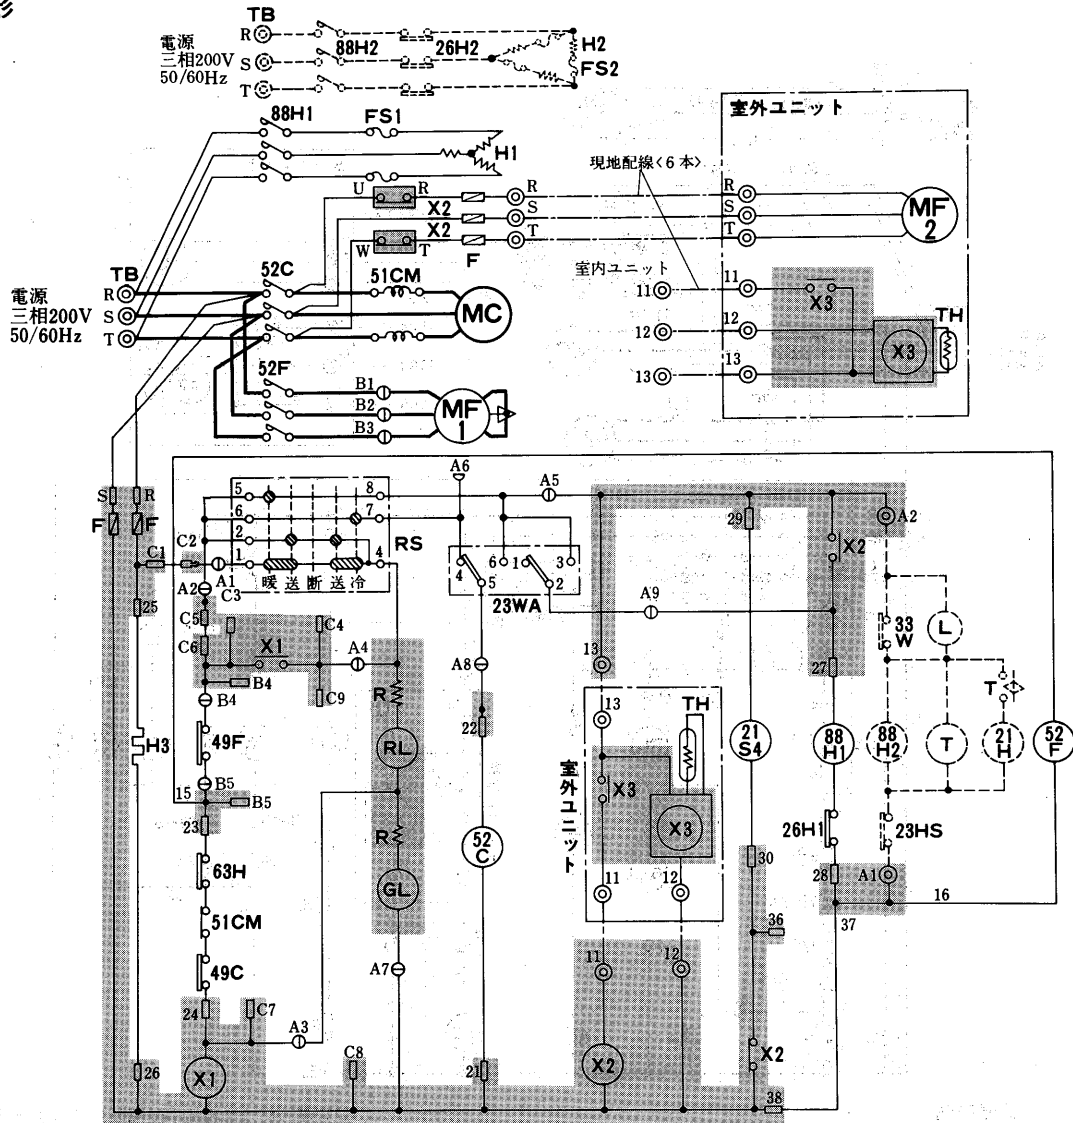 形
TB
R
電源
三相200V
50/60Hz
S
T
88H2
26H2
H2
FS2
88H1
FS1
H1
室外ユニット
現地配線<6本>
U
R
X2
X2
W
T
F
R
S
T
R
S
T
MF
2
TB
電源
三相200V
50/60Hz
R
S
T
52C
51CM
MC
室内ユニット
11
12
13
11
12
13
X3
X3
TH
52F
B1
B2
B3
MF
1
S
R
F
F
C1
C2
A1
C3
5
6
2
1
8
7
4
RS
暖 送 断 送 冷
A6
A5
4
5
6
1
3
2
23WA
A9
29
X2
A2
A2
25
C5
C6
C4
X1
A4
C9
B4
B4
R
A8
22
13
27
33
W
L
T
H3
49F
B5
15
B5
23
RL
R
GL
室外ユニット
13
TH
X3
X3
11
12
21
S4
88
H1
88
H2
T
21
H
52
F
63H
51CM
49C
52
C
26H1
23HS
30
28
A1
16
36
37
A7
24
C7
A3
11
12
26
X1
C8
21
X2
X2
38